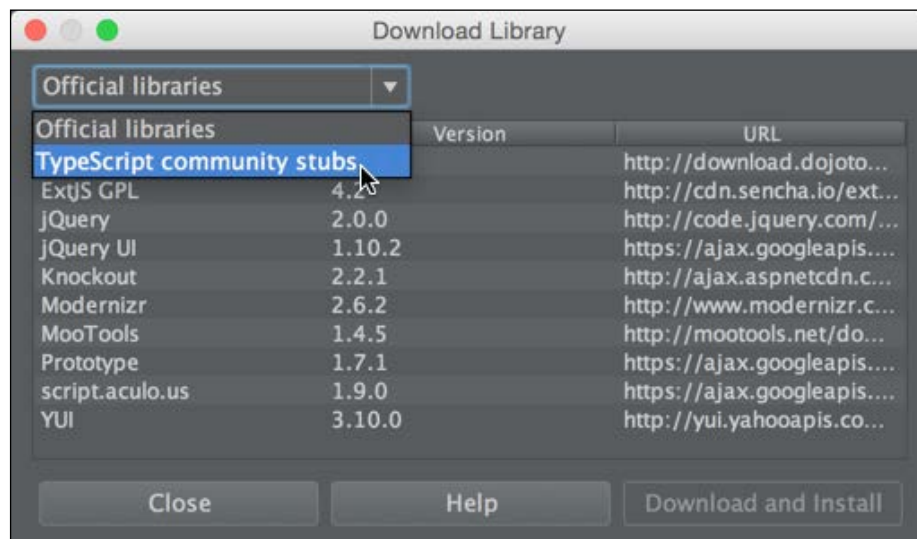 Download Library
Official libraries
Official libraries
Version URL
TypeScript community stubs http://download.dojoto...
ExtJS GPL 4.2 http://cdn.sencha.io/ext...
jQuery 2.0.0 http://code.jquery.com/...
jQuery UI 1.10.2 https://ajax.googleapis....
Knockout 2.2.1 http://ajax.aspnetcdn.c...
Modernizr 2.6.2 http://www.modernizr.c...
MooTools 1.4.5 http://mootools.net/do...
Prototype 1.7.1 https://ajax.googleapis....
script.aculo.us 1.9.0 https://ajax.googleapis....
YUI 3.10.0 http://yui.yahooapis.co...
Close Help Download and Install